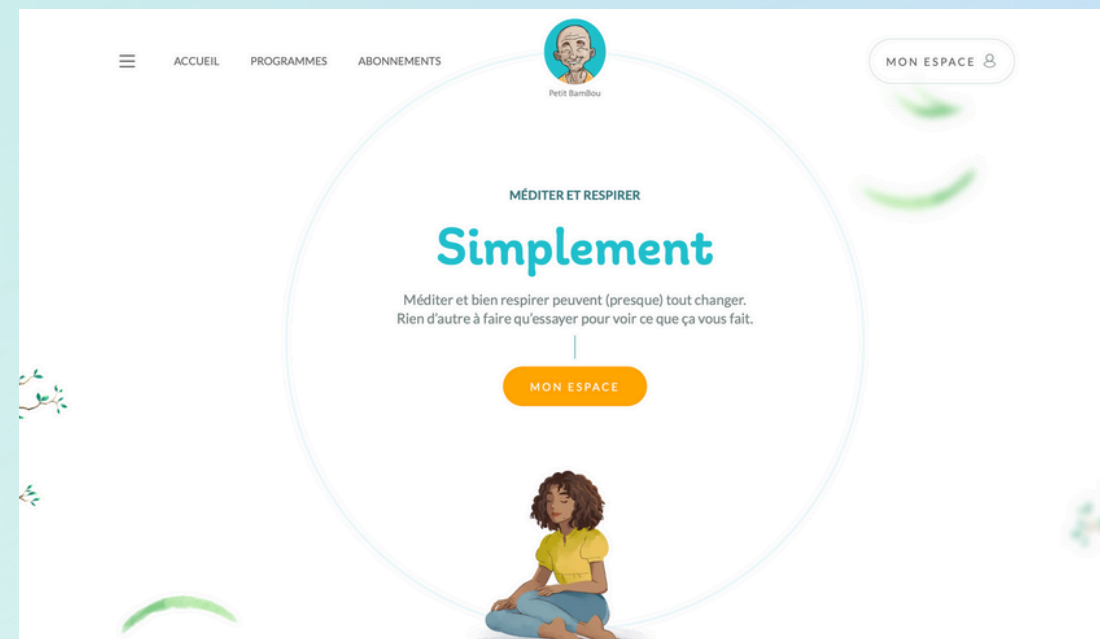 ACCUEIL PROGRAMMES ABONNEMENTS
Petit BamBou
MON ESPACE
MÉDITER ET RESPIRER
Simplement
Méditer et bien respirer peuvent (presque) tout changer.
Rien d'autre à faire qu'essayer pour voir ce que ça vous fait.
MON ESPACE